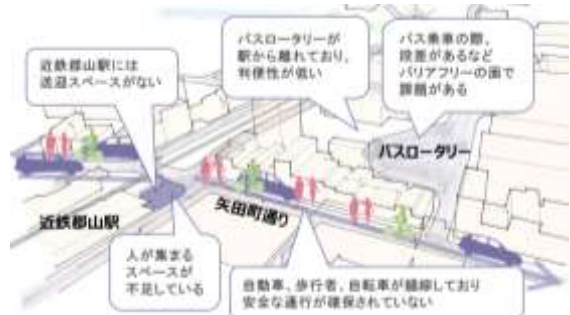 近鉄郡山駅には
送迎スペースがない
バスロータリーが
駅から離れており、
利便性が低い
バス乗車の際、
段差があるなど
バリアフリーの面で
課題がある
バスロータリー
近鉄郡山駅
矢田町通り
人が集まる
スペースが
不足している
自動車、歩行者、自転車が錯綜しており
安全な通行が確保されていない